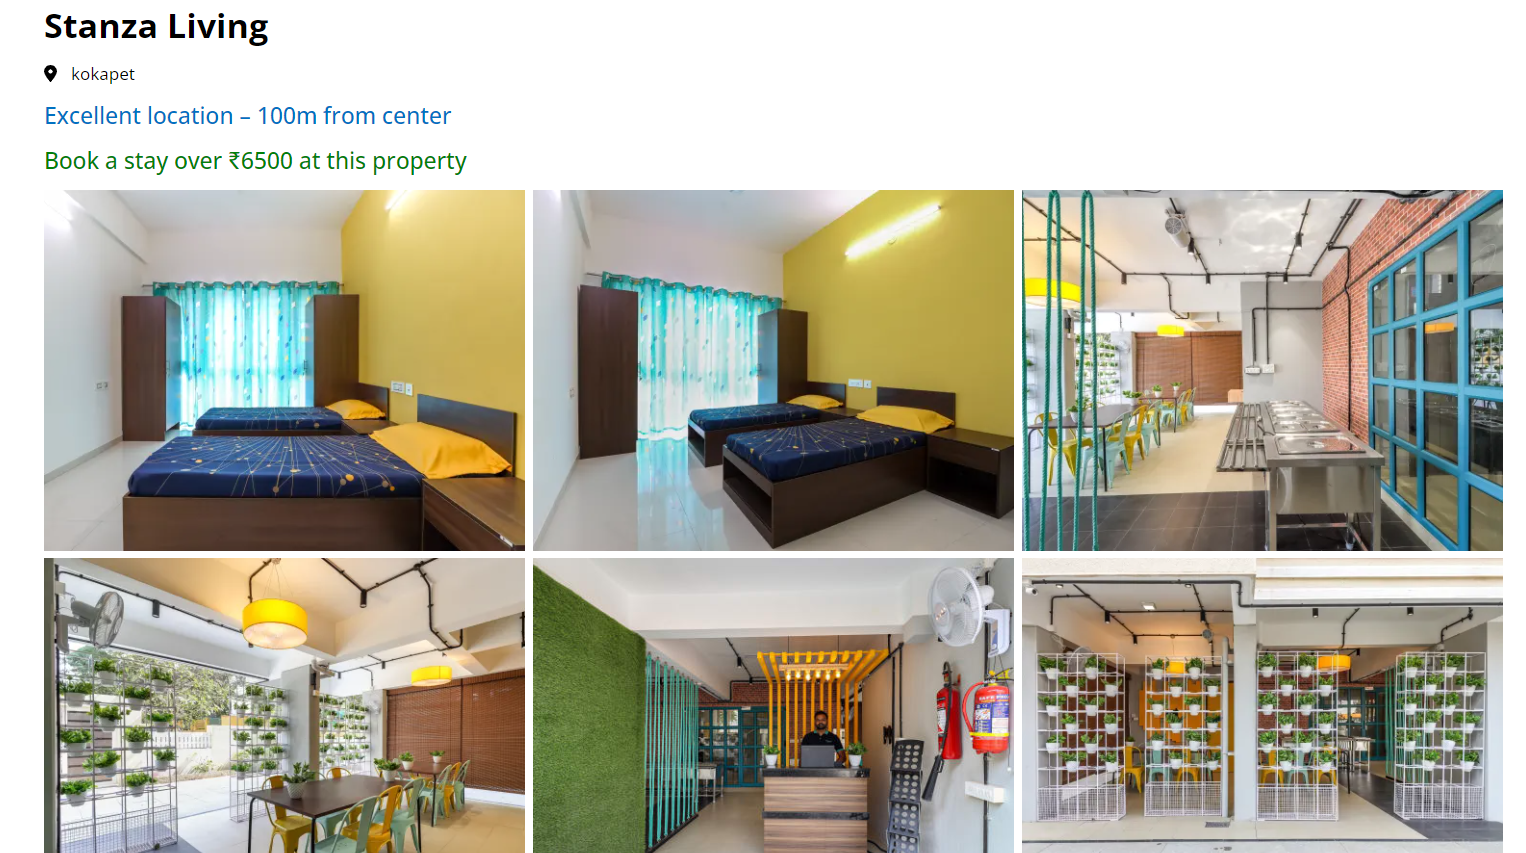 Stanza Living
kokapet
Excellent location – 100m from center
Book a stay over ₹6500 at this property